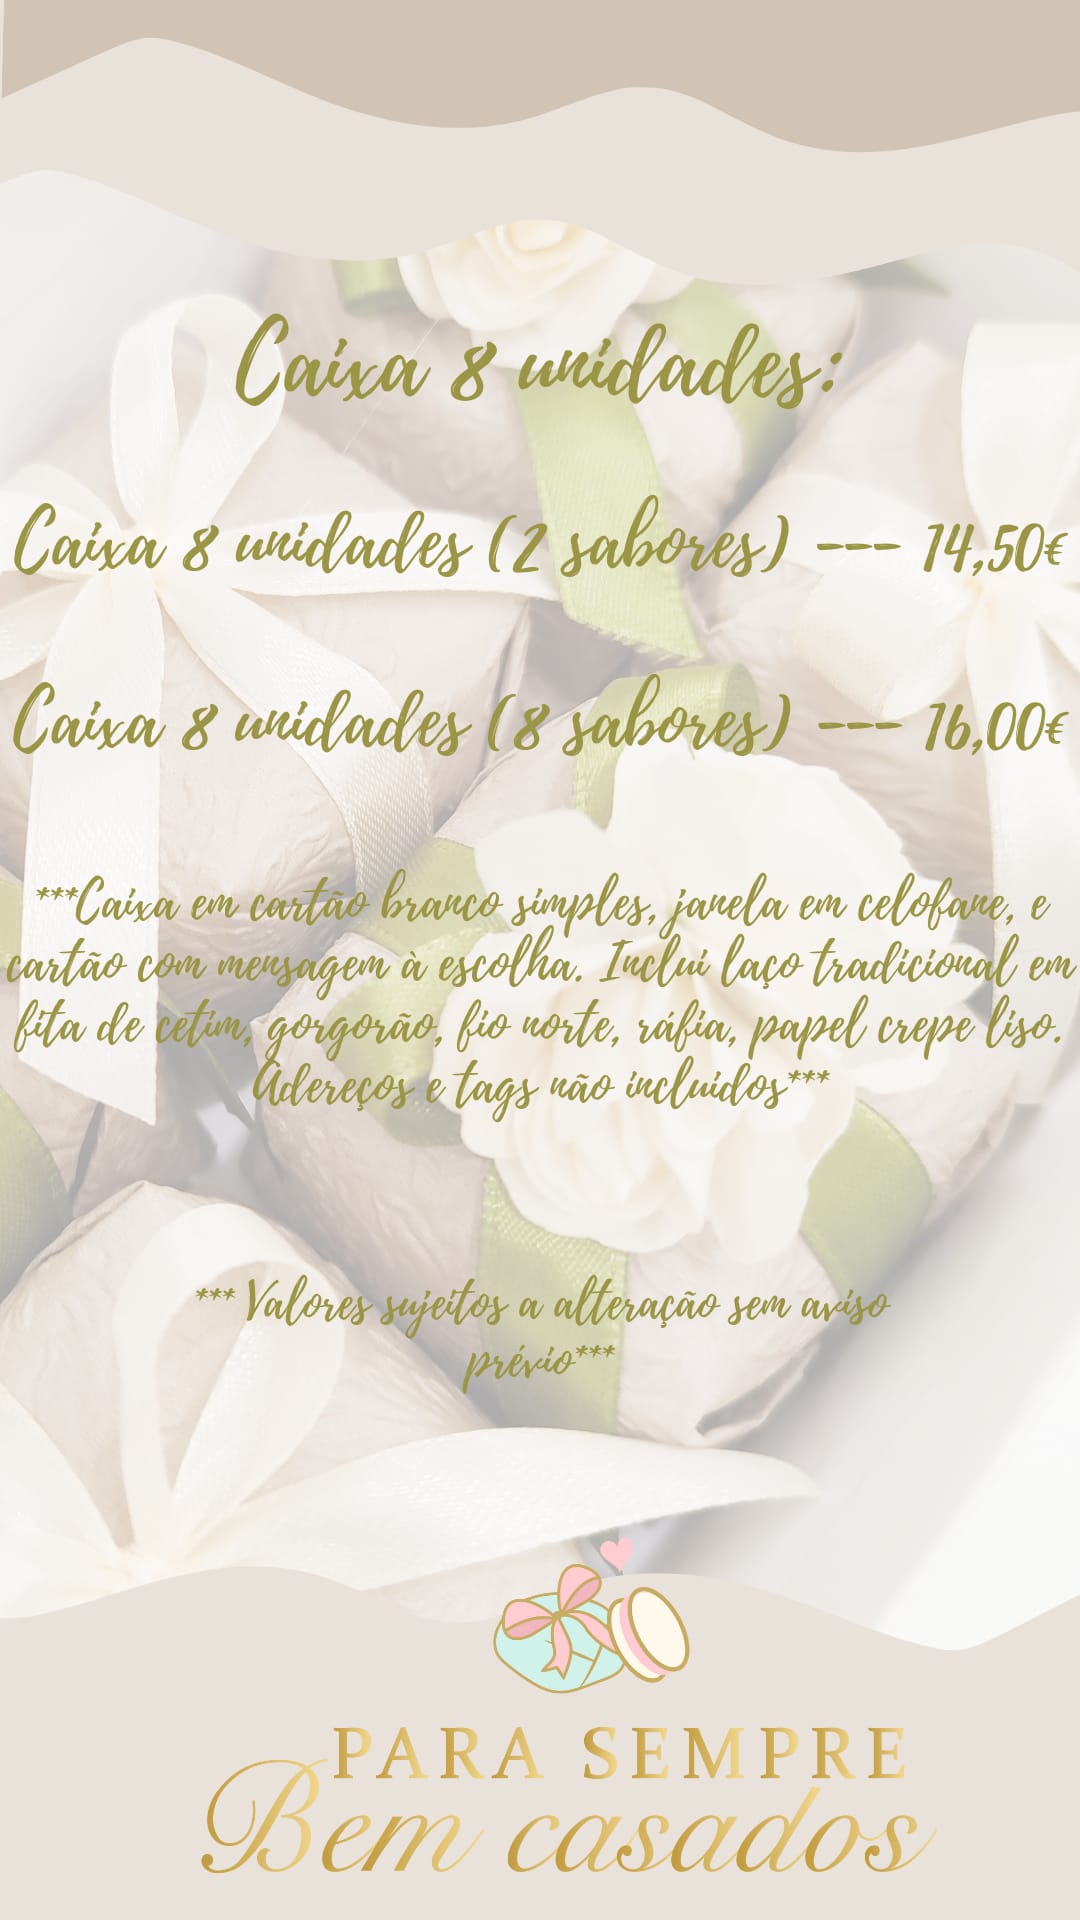 Caixa 8 unidades:
Caixa 8 unidades (2 sabores) --- 14,50€
Caixa 8 unidades (8 sabores) --- 16,00€
***Caixa em cartão branco simples, janela em celofane, e
cartão com mensagem à escolha. Inclui laço tradicional em
fita de cetim, gorgorão, fio norte, ráfia, papel crepe liso.
Adereços e tags não incluidos***
*** Valores sujeitos a alteração sem aviso
prévio***
PARA SEMPRE
Bem casados